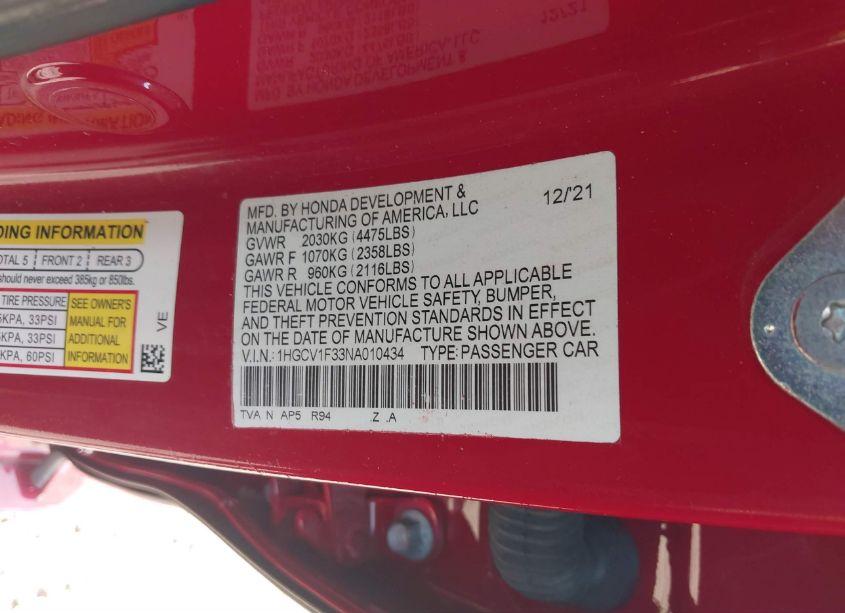 DING INFORMATION
OTAL 5 FRONT 2 REAR 3
should never exceed 385kg or 850lbs.
TIRE PRESSURE
KPA, 33PSI
KPA, 33PSI
KPA, 60PSI
SEE OWNER'S
MANUAL FOR
ADDITIONAL
INFORMATION
VE
MFD. BY HONDA DEVELOPMENT &
MANUFACTURING OF AMERICA, LLC
12/'21
GVWR 2030KG (4475LBS)
GAWR F 1070KG (2358LBS)
GAWR R 960KG (2116LBS)
THIS VEHICLE CONFORMS TO ALL APPLICABLE
FEDERAL MOTOR VEHICLE SAFETY, BUMPER,
AND THEFT PREVENTION STANDARDS IN EFFECT
ON THE DATE OF MANUFACTURE SHOWN ABOVE.
V.I.N.:1HGCV1F33NA010434 TYPE:PASSENGER CAR
TVA N AP5 R94 .Z .A